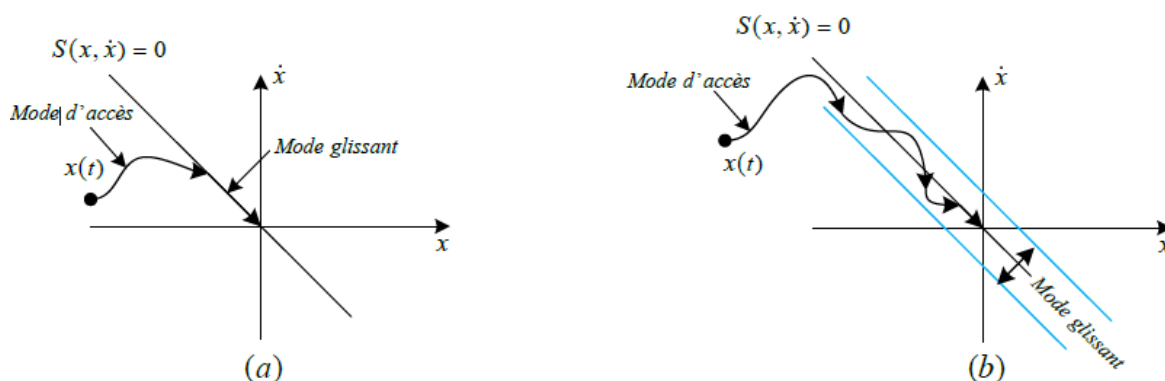 S(x, ẋ) = 0
ẋ
Mode| d'accès
Mode glissant
x(t)
x
(a)
S(x, ẋ) = 0
ẋ
Mode d'accès
x(t)
x
Mode glissant
(b)